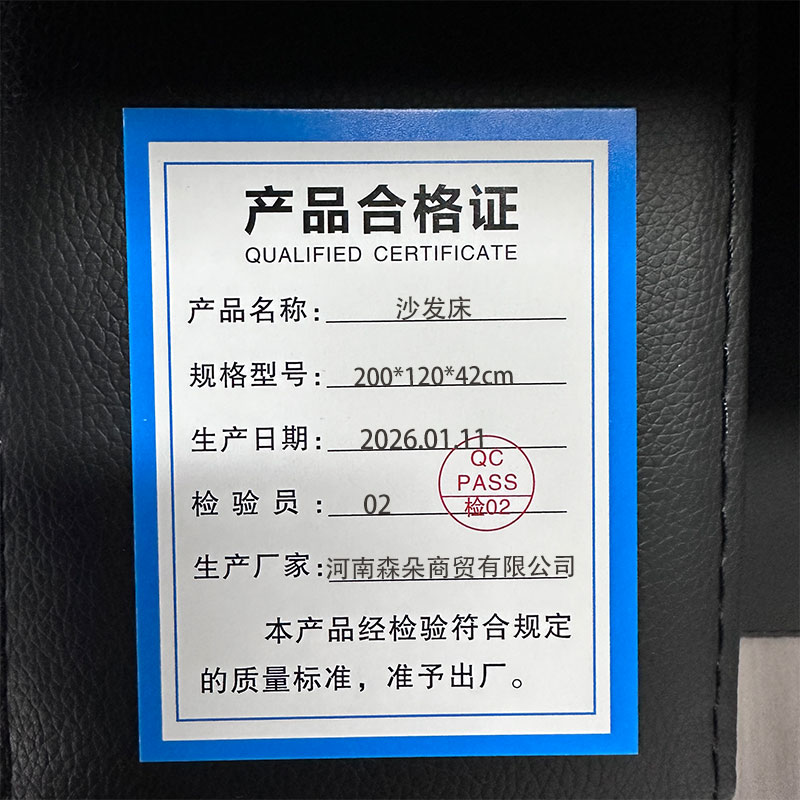 产品合格证
QUALIFIED CERTIFICATE
产品名称：沙发床
规格型号：200*120*42cm
生产日期：2026.01.11
QC
PASS
检验员：02
检02
生产厂家：河南森朵商贸有限公司
本产品经检验符合规定
的质量标准，准予出厂。